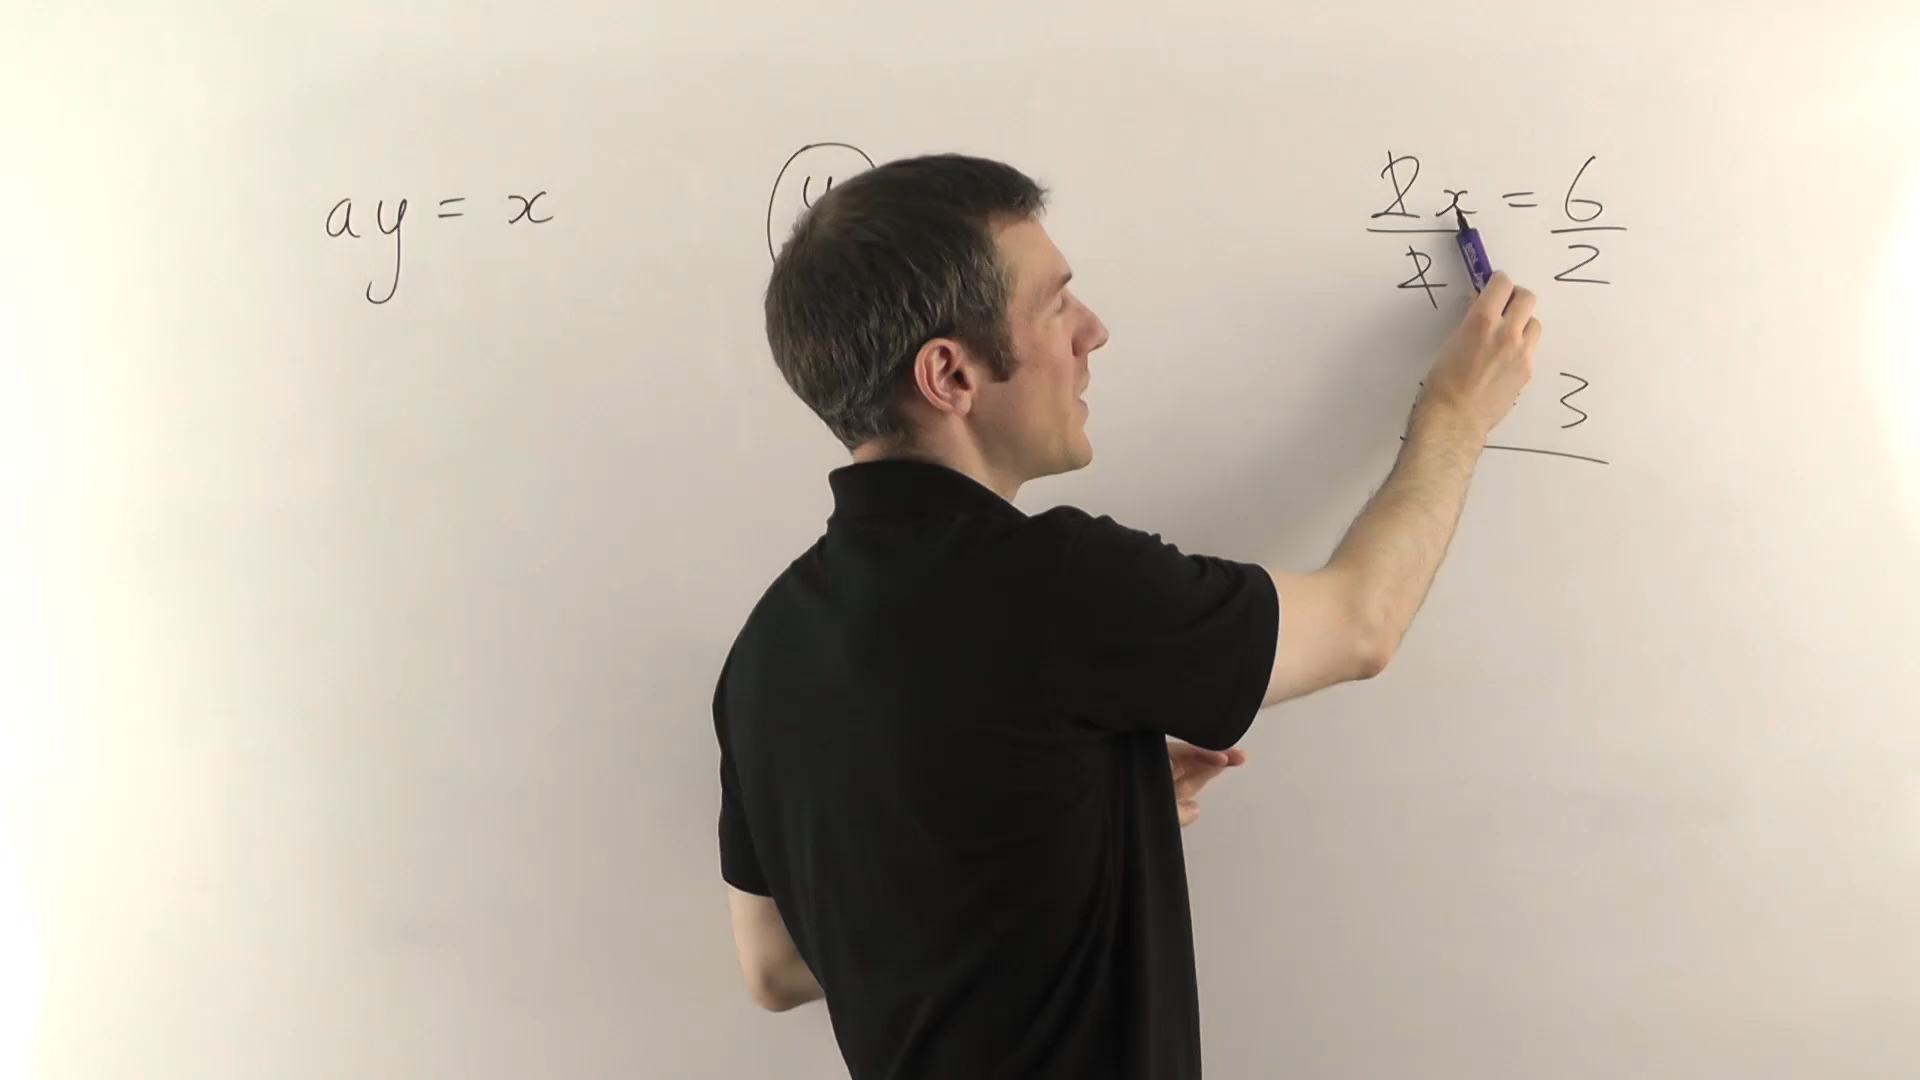 ay = x
y
2x = 6
2 2
3